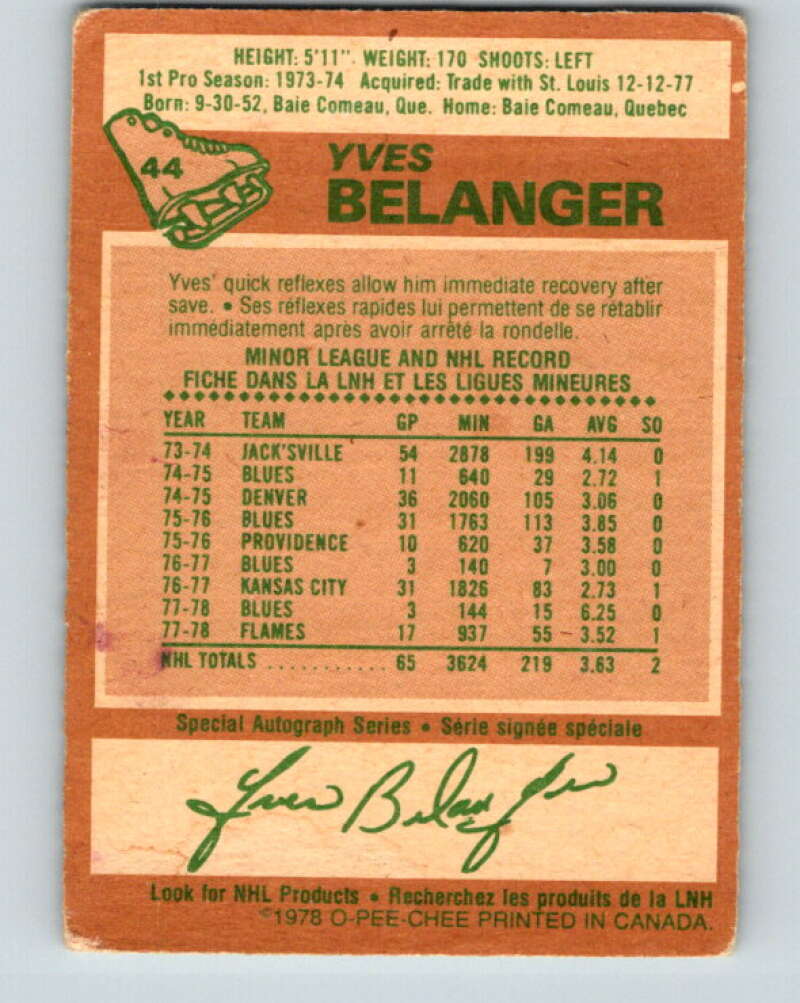 HEIGHT: 5'11" WEIGHT: 170 SHOOTS: LEFT
1st Pro Season: 1973-74 Acquired: Trade with St. Louis 12-12-77
Born: 9-30-52, Baie Comeau, Que. Home: Baie Comeau, Quebec
44
YVES
BELANGER
Yves' quick reflexes allow him immediate recovery after
save. • Ses réflexes rapides lui permettent de se rétablir
immédiatement après avoir arrêté la rondelle.
MINOR LEAGUE AND NHL RECORD
FICHE DANS LA LNH ET LES LIGUES MINEURES
YEAR TEAM GP MIN GA AVG SO
73-74 JACK'SVILLE 54 2878 199 4.14 0
74-75 BLUES 11 640 29 2.72 1
74-75 DENVER 36 2060 105 3.06 0
75-76 BLUES 31 1763 113 3.85 0
75-76 PROVIDENCE 10 620 37 3.58 0
76-77 BLUES 3 140 7 3.00 0
76-77 KANSAS CITY 31 1826 83 2.73 1
77-78 BLUES 3 144 15 6.25 0
77-78 FLAMES 17 937 55 3.52 1
NHL TOTALS ........... 65 3624 219 3.63 2
Special Autograph Series • Série signée spéciale
Yves Belanger
Look for NHL Products • Recherchez les produits de la LNH
©1978 O-PEE-CHEE PRINTED IN CANADA.